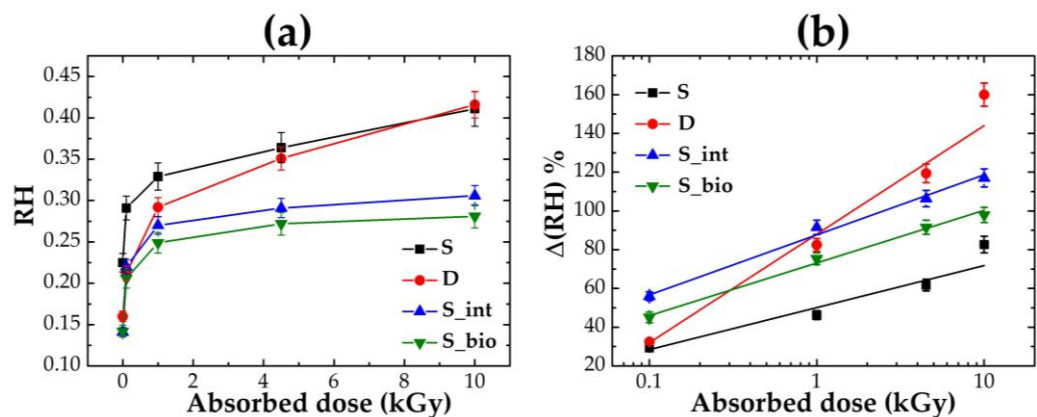 (a)
RH
0.45
0.40
0.35
0.30
0.25
0.20
0.15
0.10
0 2 4 6 8 10
Absorbed dose (kGy)
S
D
S_int
S_bio
(b)
Δ(RH) %
180
160
140
120
100
80
60
40
20
0.1 1 10
Absorbed dose (kGy)
S
D
S_int
S_bio